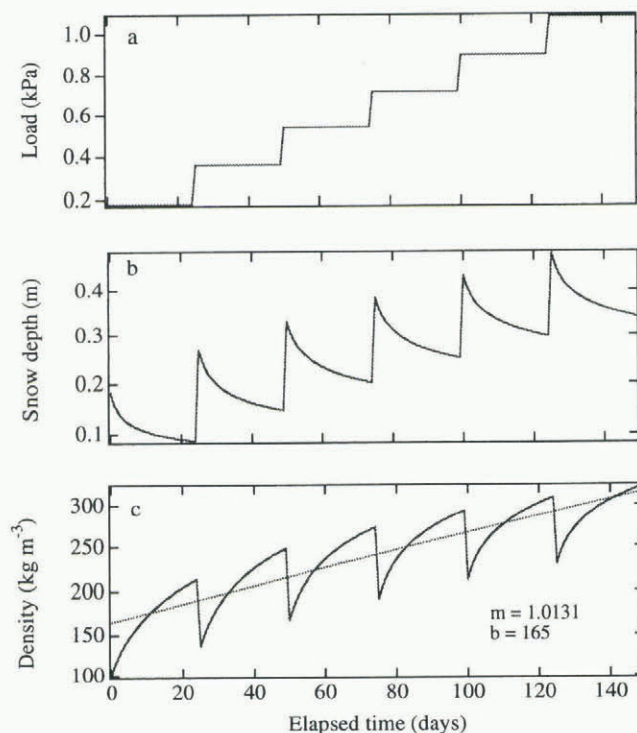 a
Load (kPa)
1.0
0.8
0.6
0.4
0.2
b
Snow depth (m)
0.4
0.3
0.2
0.1
c
Density (kg m⁻³)
300
250
200
150
100
m = 1.0131
b = 165
0 20 40 60 80 100 120 140
Elapsed time (days)